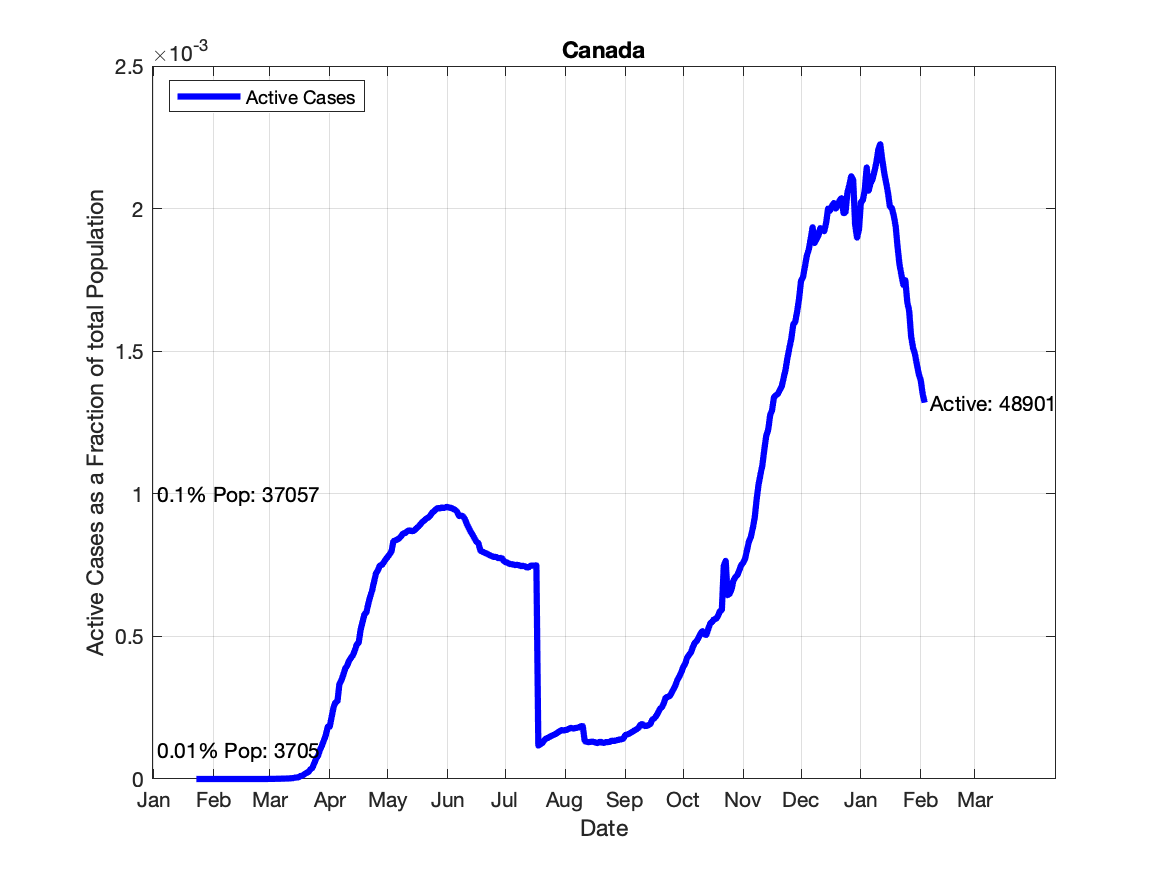 Canada
×10-3
2.5
Active Cases
2
1.5
Active: 48901
1
0.1% Pop: 37057
0.5
0.01% Pop: 3705
0
Jan Feb Mar Apr May Jun Jul Aug Sep Oct Nov Dec Jan Feb Mar
Date
Active Cases as a Fraction of total Population